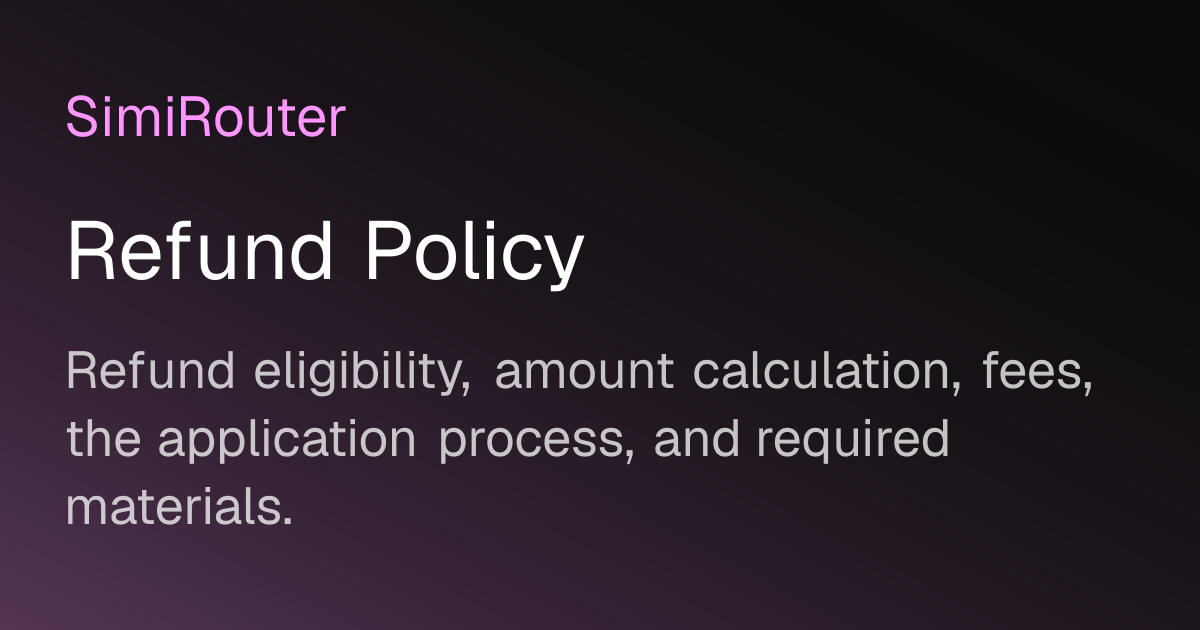 SimiRouter
Refund Policy
Refund eligibility, amount calculation, fees,
the application process, and required
materials.